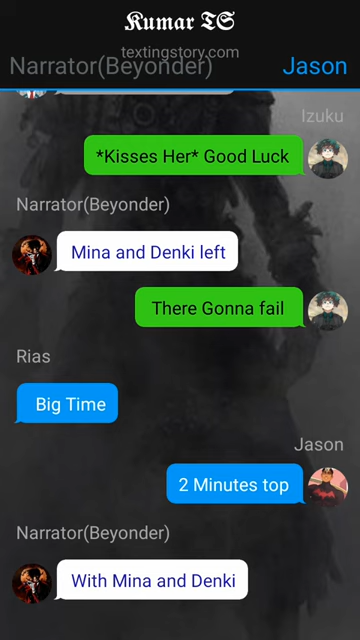 Kumar TS
textingstory.com
Narrator(Beyonder)
Jason
Izuku
*Kisses Her* Good Luck
Narrator(Beyonder)
Mina and Denki left
There Gonna fail
Rias
Big Time
Jason
2 Minutes top
Narrator(Beyonder)
With Mina and Denki